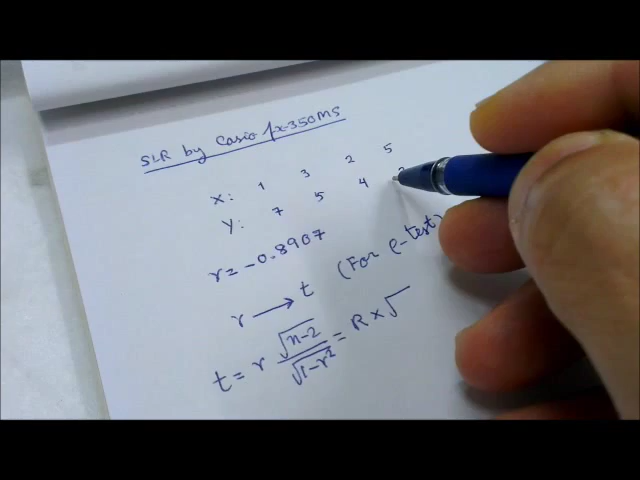 SLR by Casio fx-350MS
X: 1 3 2 5
Y: 7 5 4
r = -0.8907
r → t (For ρ-test)
t = r √n-2 / √1-r² = R × √